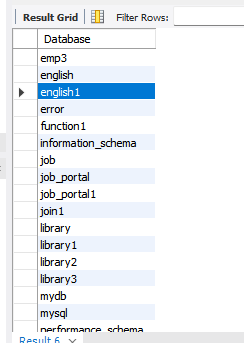 Result Grid Filter Rows:
Database
emp3
english
english1
error
function1
information_schema
job
job_portal
job_portal1
join1
library
library1
library2
library3
mydb
mysql
performance_schema
Result 6